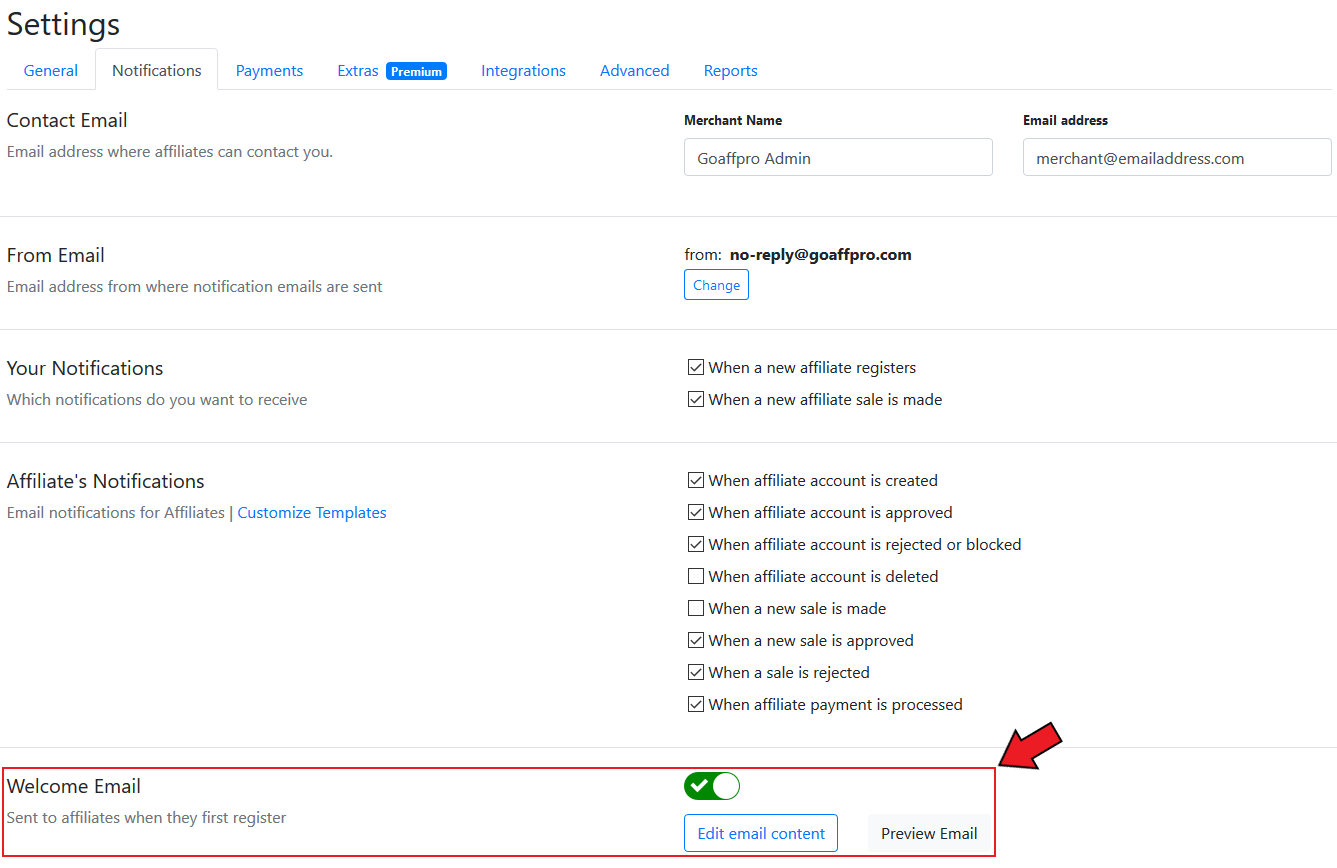 Settings
General Notifications Payments Extras Premium Integrations Advanced Reports
Contact Email
Email address where affiliates can contact you.
Merchant Name
Goaffpro Admin
Email address
merchant@emailaddress.com
From Email
Email address from where notification emails are sent
from: no-reply@goaffpro.com
Change
Your Notifications
Which notifications do you want to receive
When a new affiliate registers
When a new affiliate sale is made
Affiliate's Notifications
Email notifications for Affiliates | Customize Templates
When affiliate account is created
When affiliate account is approved
When affiliate account is rejected or blocked
When affiliate account is deleted
When a new sale is made
When a new sale is approved
When a sale is rejected
When affiliate payment is processed
Welcome Email
Sent to affiliates when they first register
Edit email content
Preview Email